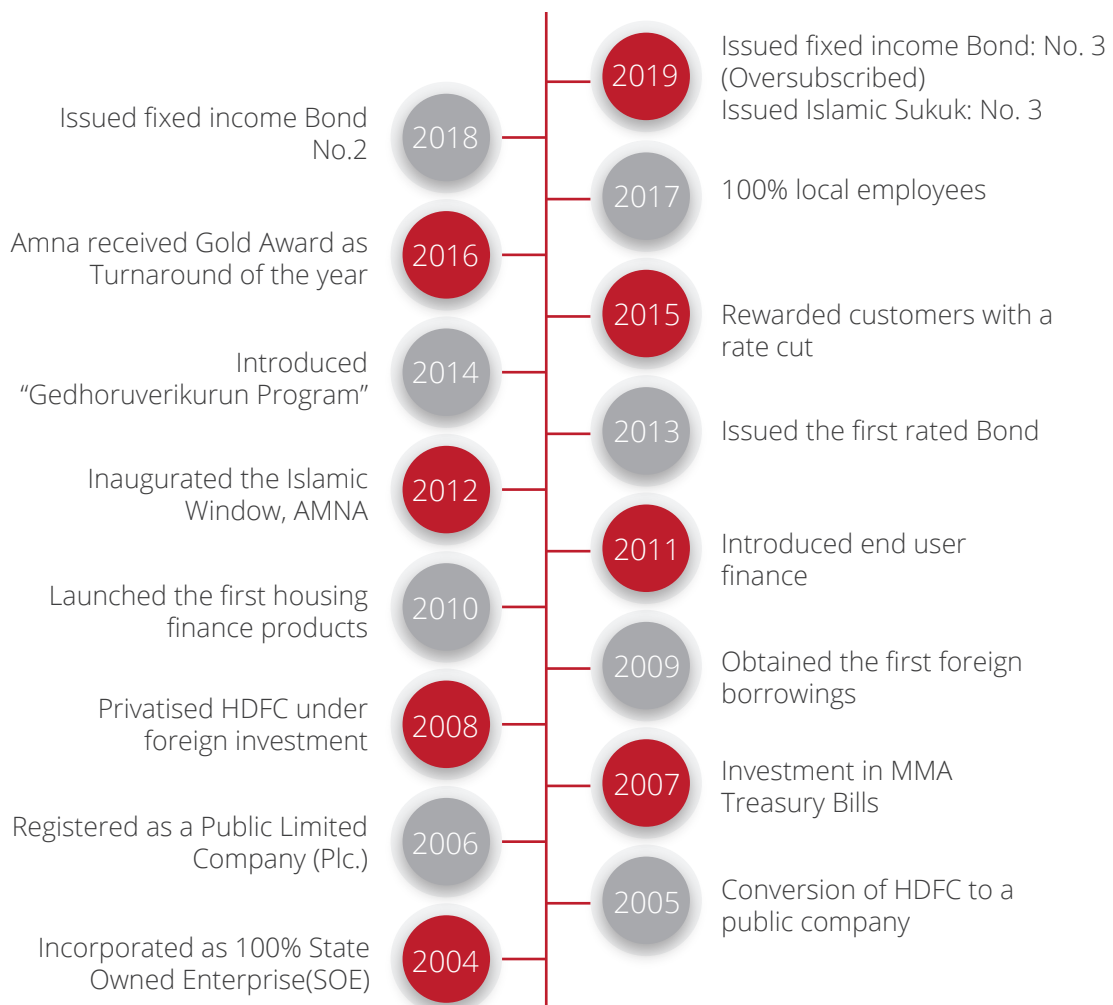 2019
Issued fixed income Bond: No. 3
(Oversubscribed)
Issued Islamic Sukuk: No. 3
2018
Issued fixed income Bond
No.2
2017
100% local employees
2016
Amna received Gold Award as
Turnaround of the year
2015
Rewarded customers with a
rate cut
2014
Introduced
“Gedhoruverikurun Program”
2013
Issued the first rated Bond
2012
Inaugurated the Islamic
Window, AMNA
2011
Introduced end user
finance
2010
Launched the first housing
finance products
2009
Obtained the first foreign
borrowings
2008
Privatised HDFC under
foreign investment
2007
Investment in MMA
Treasury Bills
2006
Registered as a Public Limited
Company (Plc.)
2005
Conversion of HDFC to a
public company
2004
Incorporated as 100% State
Owned Enterprise(SOE)